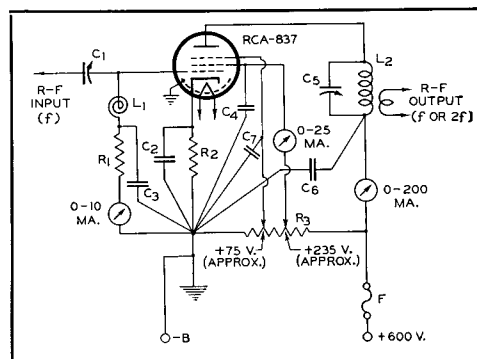 RCA-837
C1
L2
C5
R-F
INPUT
(f)
L1
R-F
OUTPUT
(f OR 2f)
C4
C7
0-25
MA.
R1
C2
R2
C3
C6
0-10
MA.
0-200
MA.
R3
+75 V.
(APPROX.)
+235 V.
(APPROX.)
F
-B
+600 V.